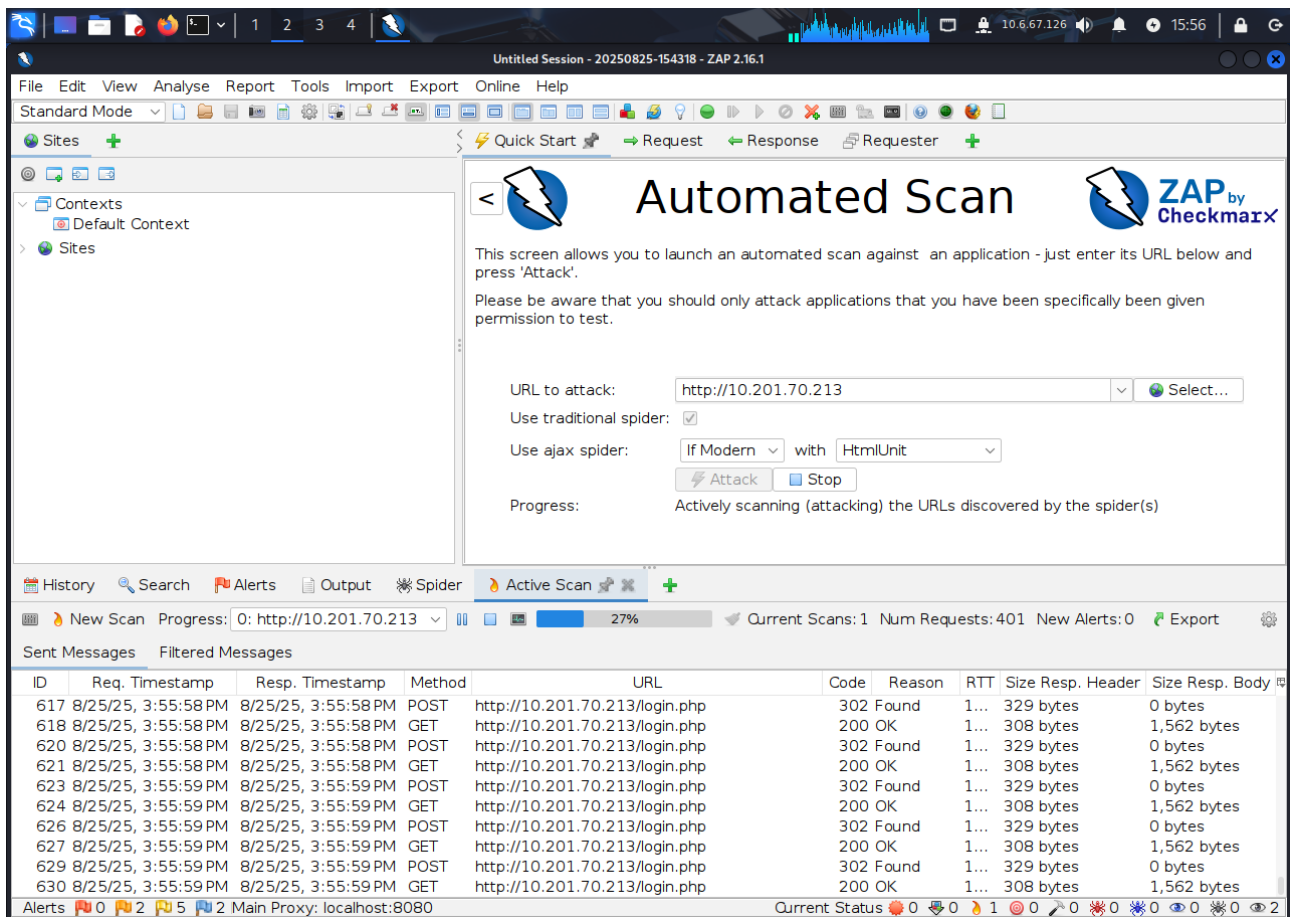 1 2 3 4 10.6.67.126 15:56
Untitled Session - 20250825-154318 - ZAP 2.16.1
File Edit View Analyse Report Tools Import Export Online Help
Standard Mode
Sites
Quick Start Request Response Requester
Contexts
Default Context
Sites
< Automated Scan ZAP by Checkmarx
This screen allows you to launch an automated scan against an application - just enter its URL below and
press 'Attack'.
Please be aware that you should only attack applications that you have been specifically been given
permission to test.
URL to attack: http://10.201.70.213 Select...
Use traditional spider:
Use ajax spider: If Modern with HtmlUnit
Attack Stop
Progress: Actively scanning (attacking) the URLs discovered by the spider(s)
History Search Alerts Output Spider Active Scan
New Scan Progress: 0: http://10.201.70.213 27% Current Scans: 1 Num Requests: 401 New Alerts: 0 Export
Sent Messages Filtered Messages
ID Req. Timestamp Resp. Timestamp Method URL Code Reason RTT Size Resp. Header Size Resp. Body
617 8/25/25, 3:55:58 PM 8/25/25, 3:55:58 PM POST http://10.201.70.213/login.php 302 Found 1... 329 bytes 0 bytes
618 8/25/25, 3:55:58 PM 8/25/25, 3:55:58 PM GET http://10.201.70.213/login.php 200 OK 1... 308 bytes 1,562 bytes
620 8/25/25, 3:55:58 PM 8/25/25, 3:55:58 PM POST http://10.201.70.213/login.php 302 Found 1... 329 bytes 0 bytes
621 8/25/25, 3:55:58 PM 8/25/25, 3:55:58 PM GET http://10.201.70.213/login.php 200 OK 1... 308 bytes 1,562 bytes
623 8/25/25, 3:55:59 PM 8/25/25, 3:55:59 PM POST http://10.201.70.213/login.php 302 Found 1... 329 bytes 0 bytes
624 8/25/25, 3:55:59 PM 8/25/25, 3:55:59 PM GET http://10.201.70.213/login.php 200 OK 1... 308 bytes 1,562 bytes
626 8/25/25, 3:55:59 PM 8/25/25, 3:55:59 PM POST http://10.201.70.213/login.php 302 Found 1... 329 bytes 0 bytes
627 8/25/25, 3:55:59 PM 8/25/25, 3:55:59 PM GET http://10.201.70.213/login.php 200 OK 1... 308 bytes 1,562 bytes
629 8/25/25, 3:55:59 PM 8/25/25, 3:55:59 PM POST http://10.201.70.213/login.php 302 Found 1... 329 bytes 0 bytes
630 8/25/25, 3:55:59 PM 8/25/25, 3:55:59 PM GET http://10.201.70.213/login.php 200 OK 1... 308 bytes 1,562 bytes
Alerts 0 2 5 2 Main Proxy: localhost:8080 Current Status 0 0 1 0 0 0 0 0 0 2